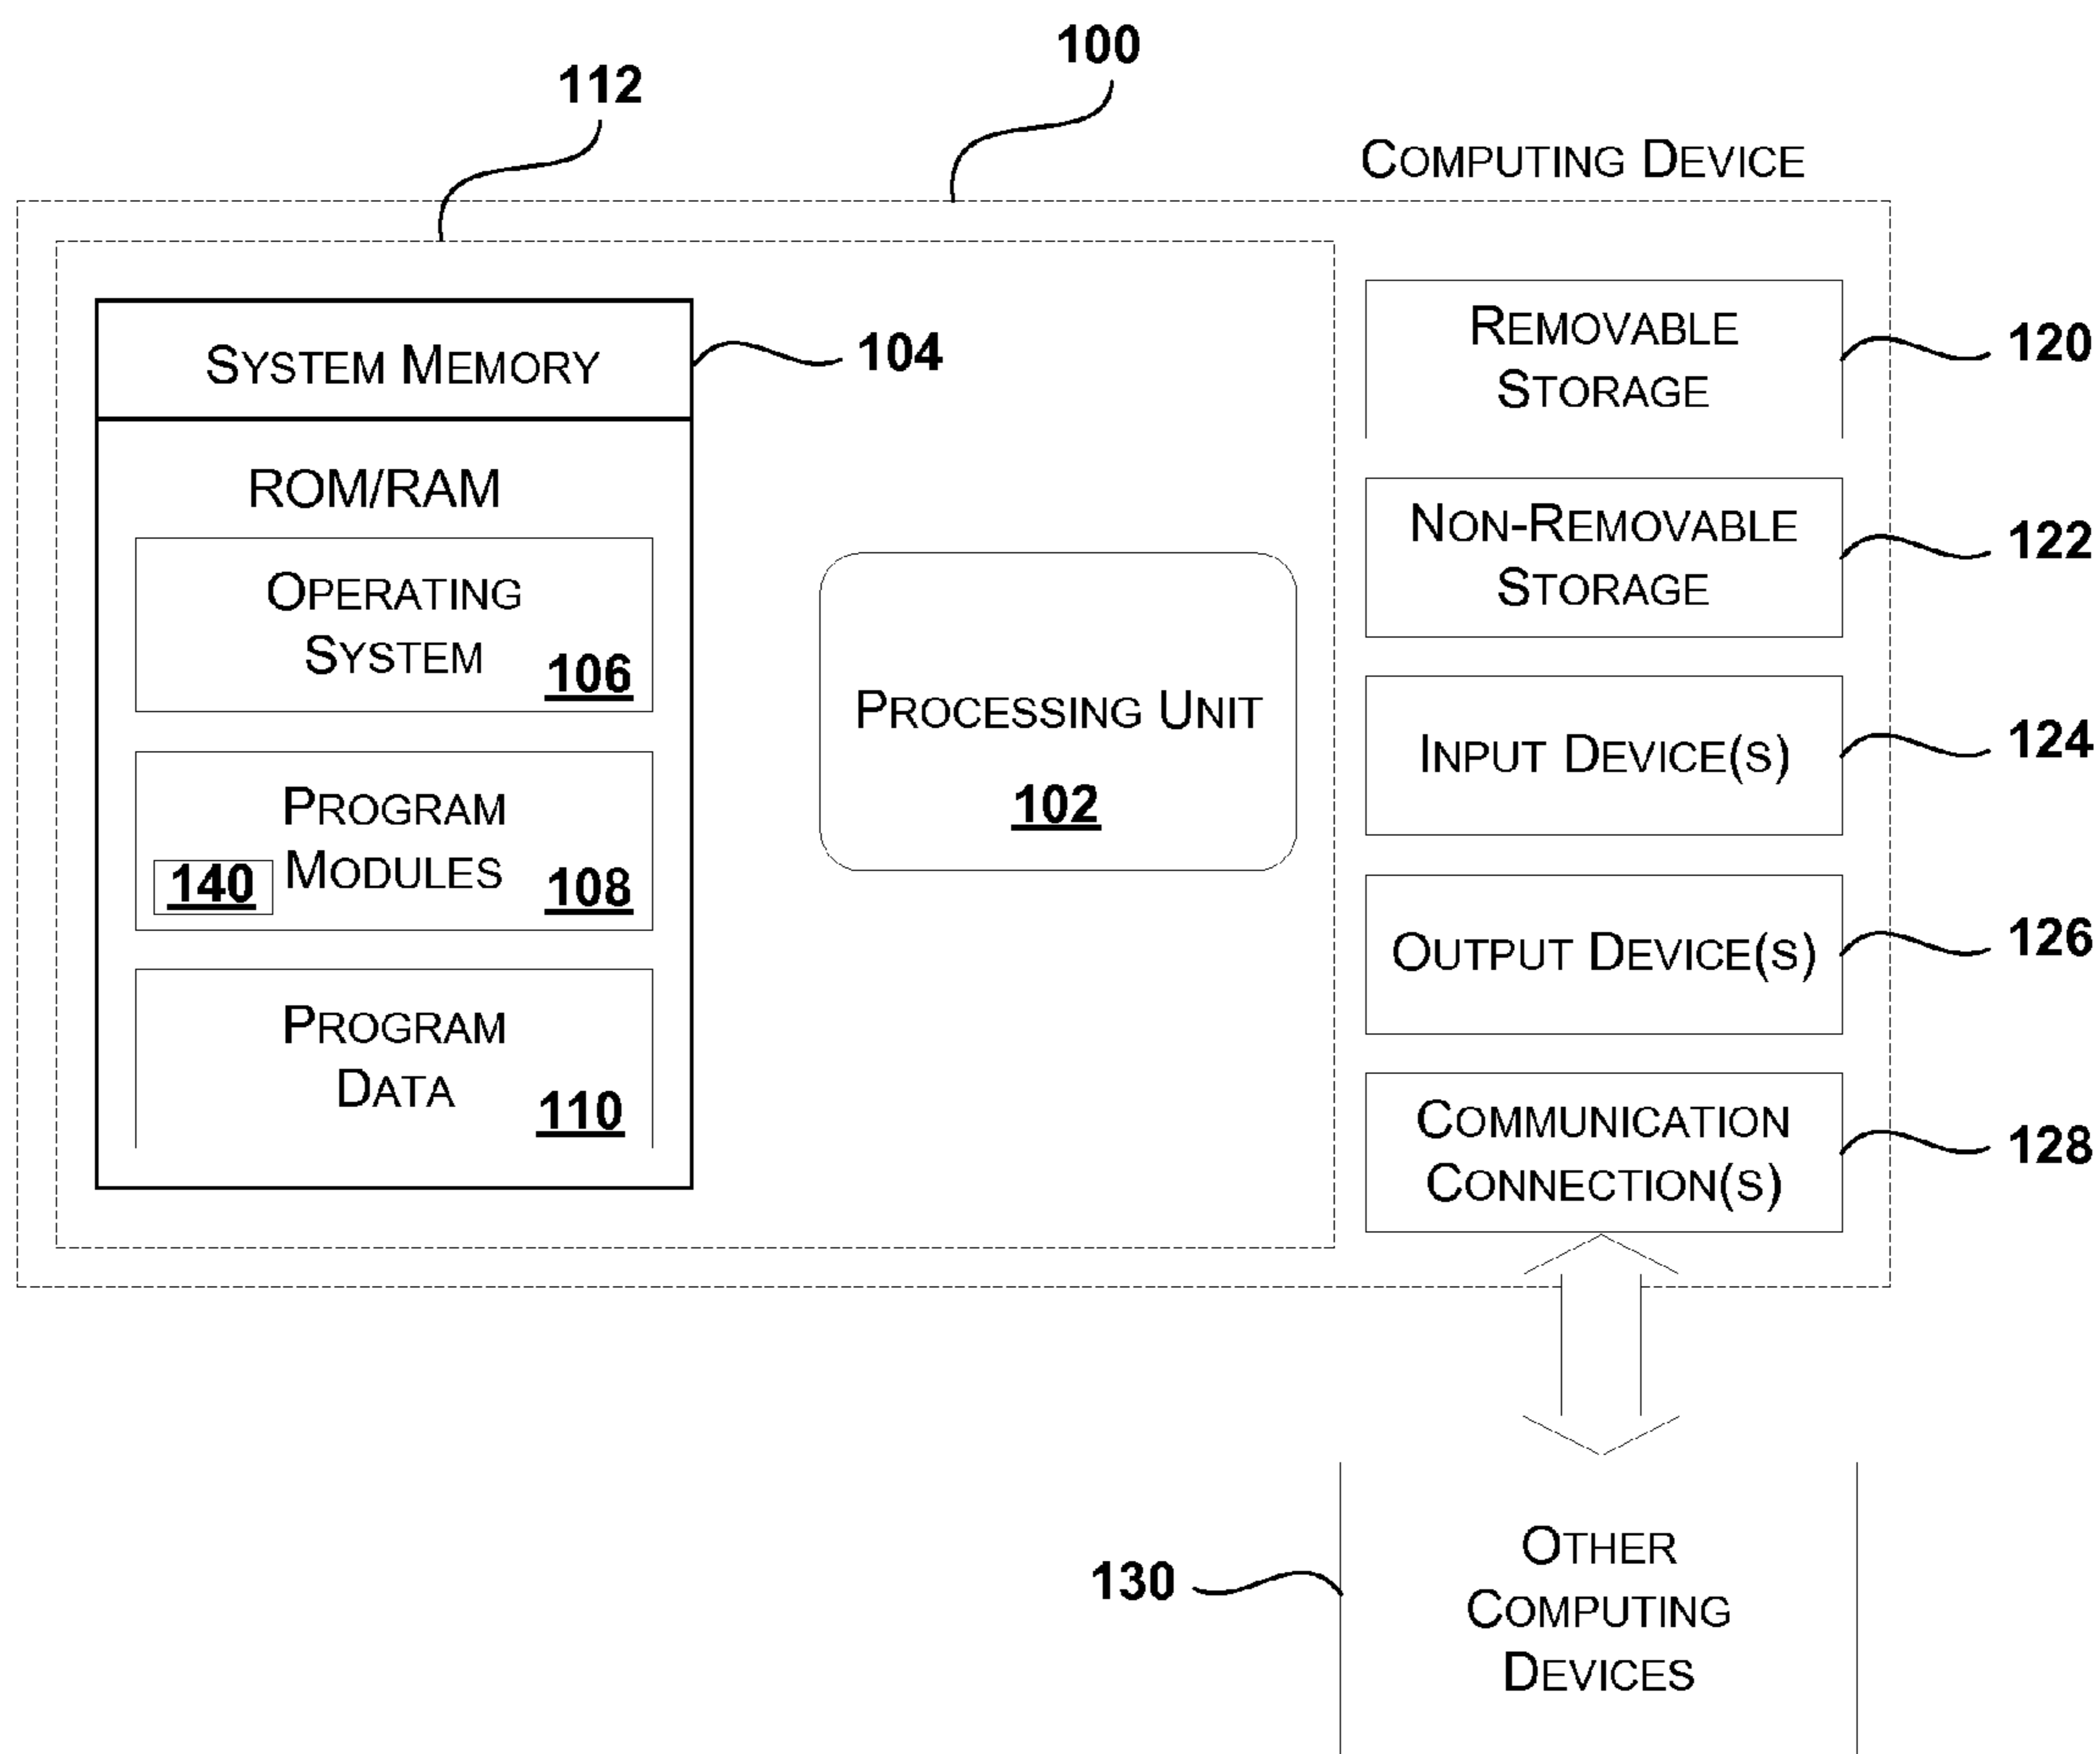 100
112
COMPUTING DEVICE
SYSTEM MEMORY
104
ROM/RAM
OPERATING
SYSTEM
106
PROGRAM
MODULES
140
108
PROGRAM
DATA
110
PROCESSING UNIT
102
REMOVABLE
STORAGE
120
NON-REMOVABLE
STORAGE
122
INPUT DEVICE(S)
124
OUTPUT DEVICE(S)
126
COMMUNICATION
CONNECTION(S)
128
130
OTHER
COMPUTING
DEVICES